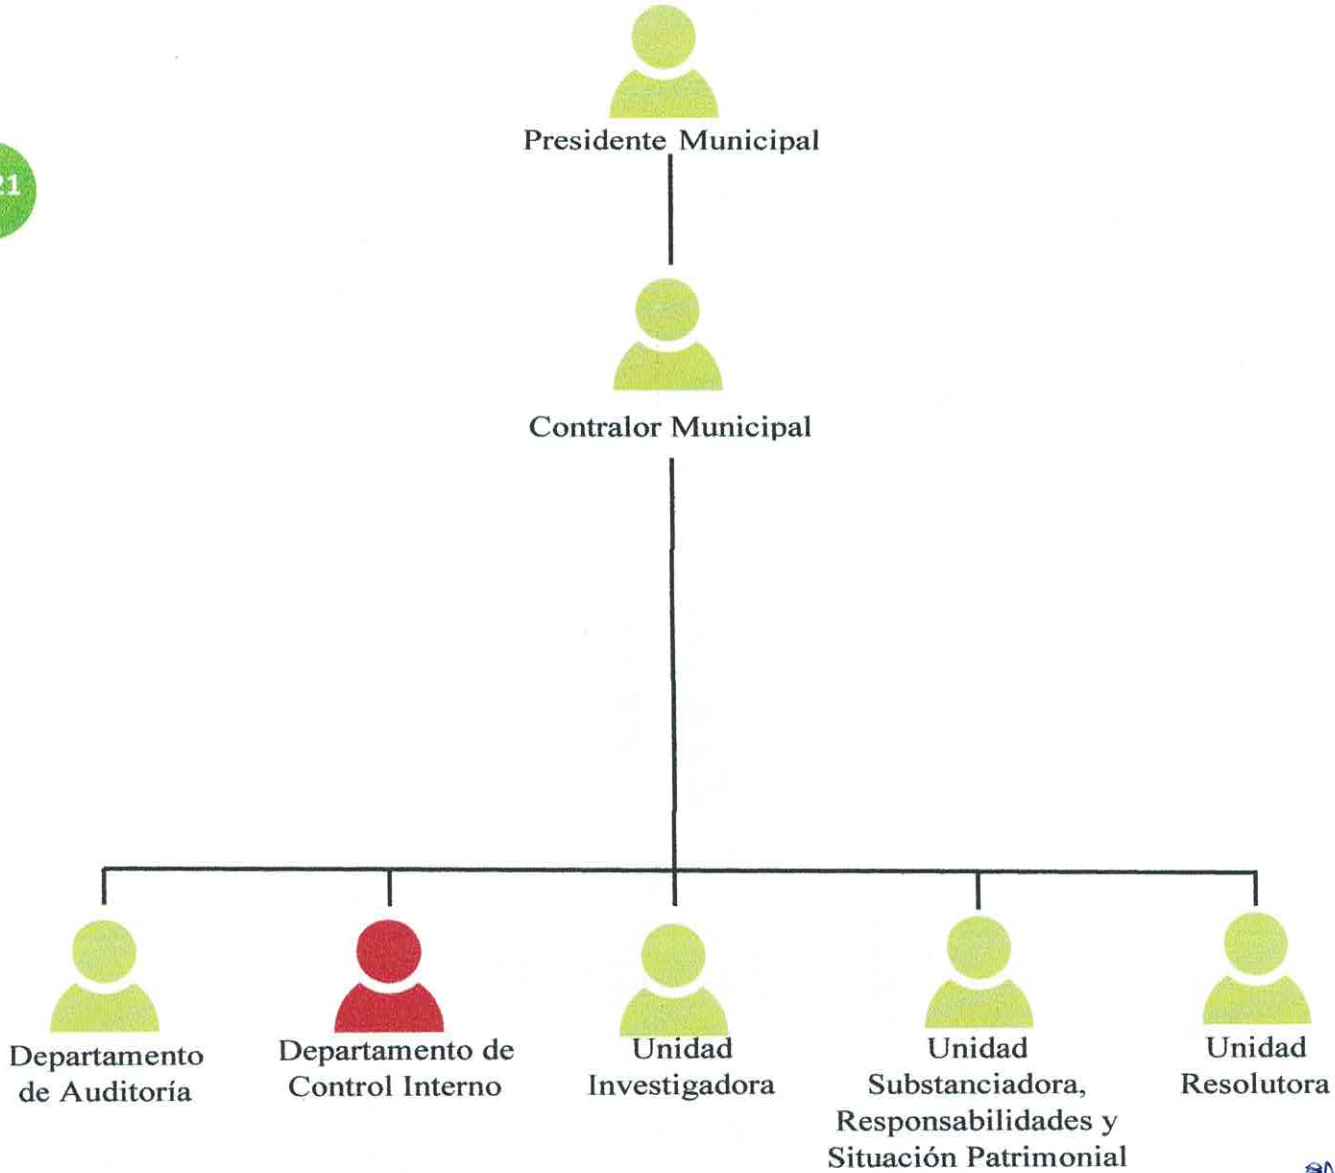 Presidente Municipal
21
Contralor Municipal
Departamento
de Auditoría
Departamento de
Control Interno
Unidad
Investigadora
Unidad
Substanciadora,
Responsabilidades y
Situación Patrimonial
Unidad
Resolutora